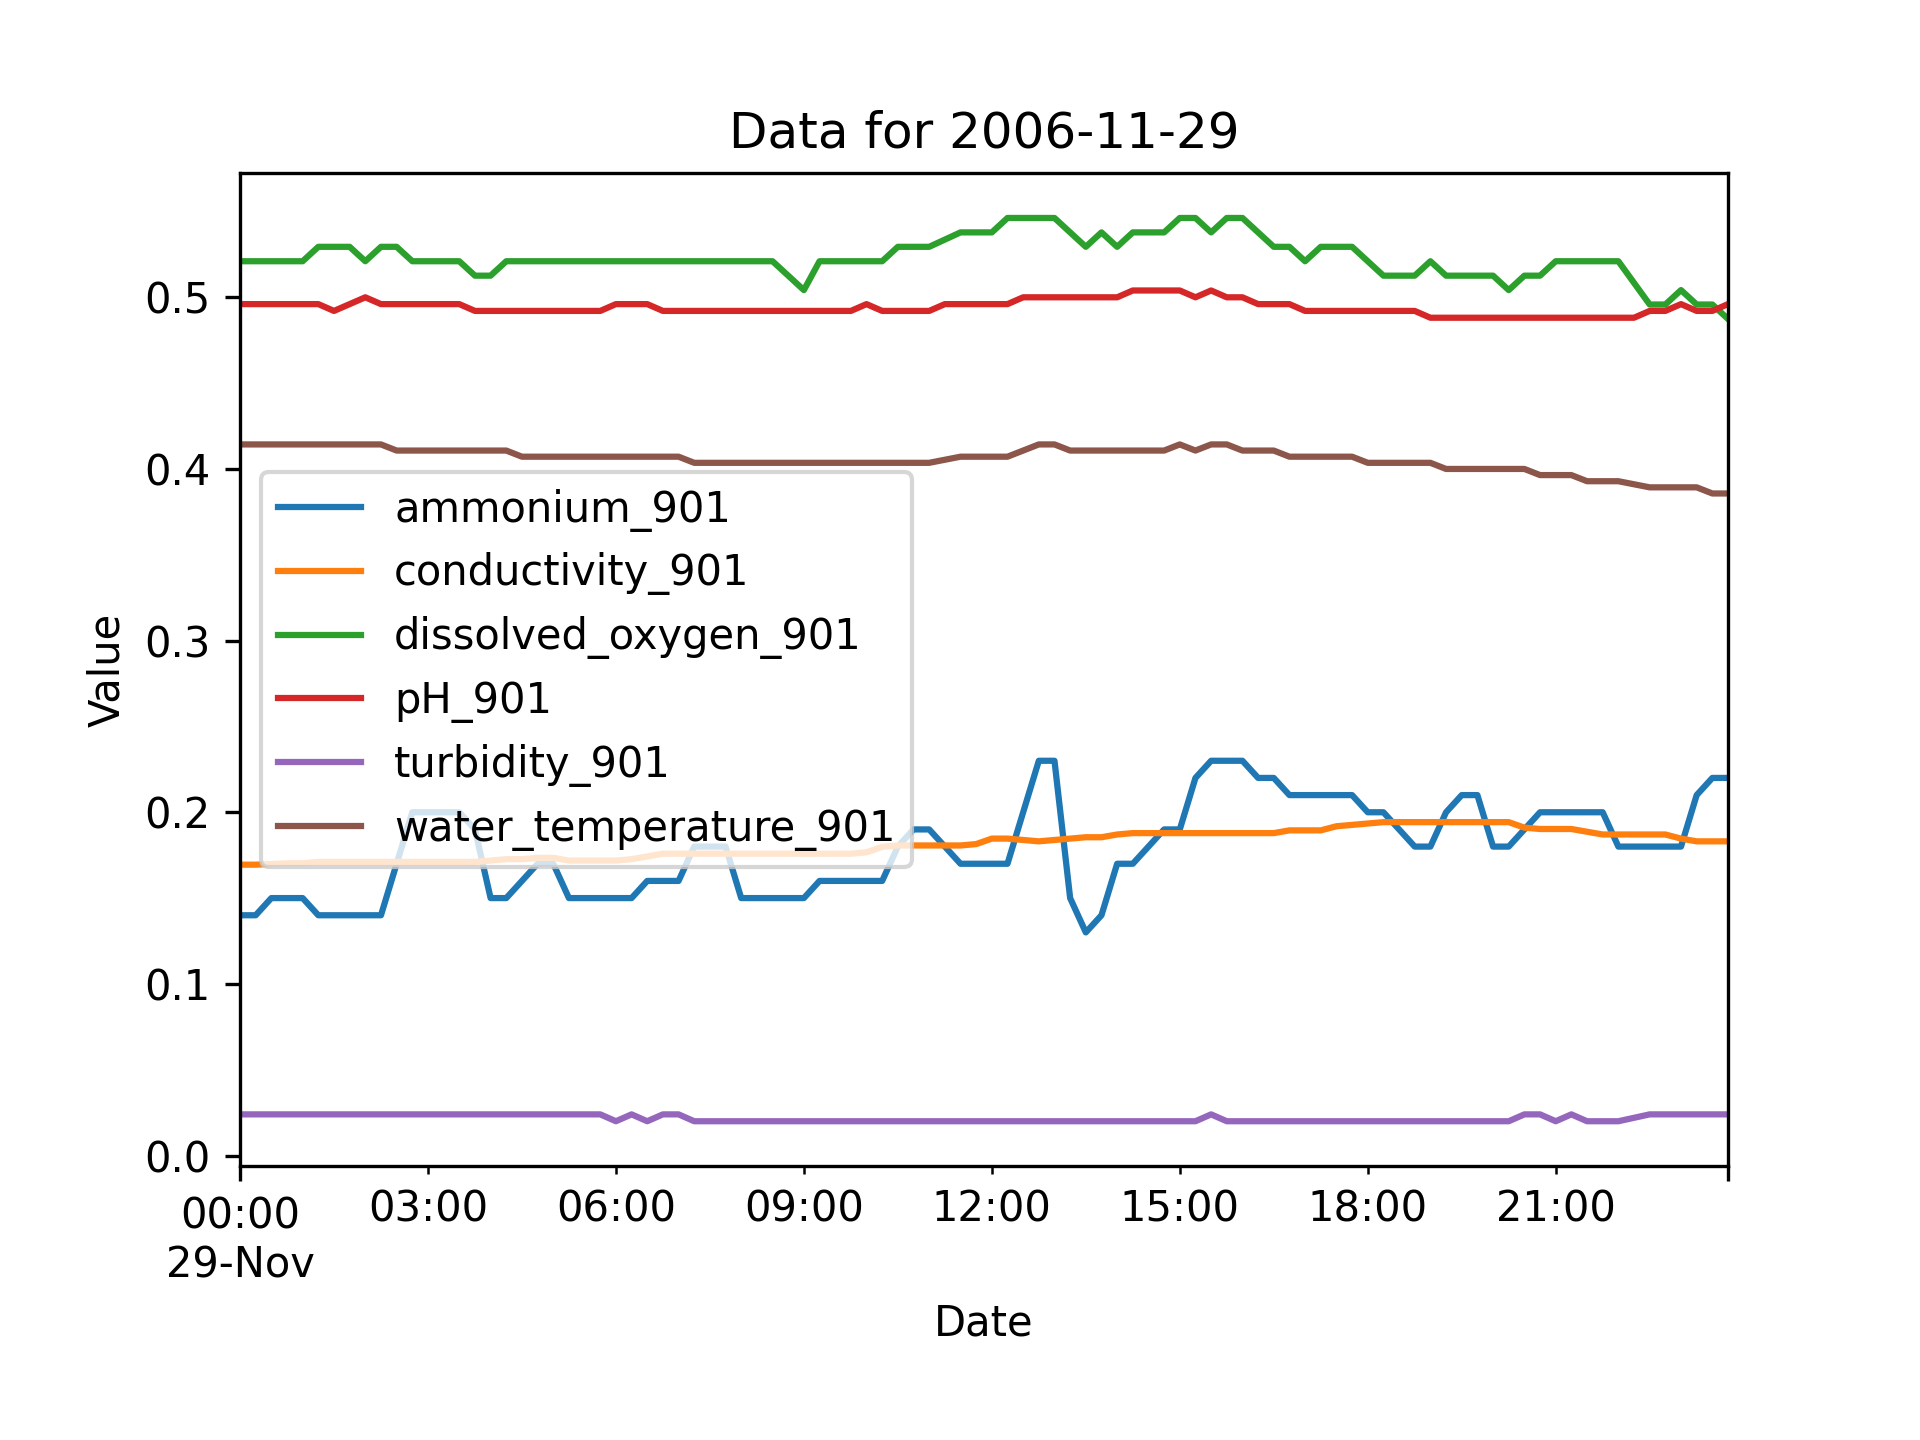 Data for 2006-11-29
Value
0.5
0.4
0.3
0.2
0.1
0.0
ammonium_901
conductivity_901
dissolved_oxygen_901
pH_901
turbidity_901
water_temperature_901
00:00 03:00 06:00 09:00 12:00 15:00 18:00 21:00
29-Nov
Date